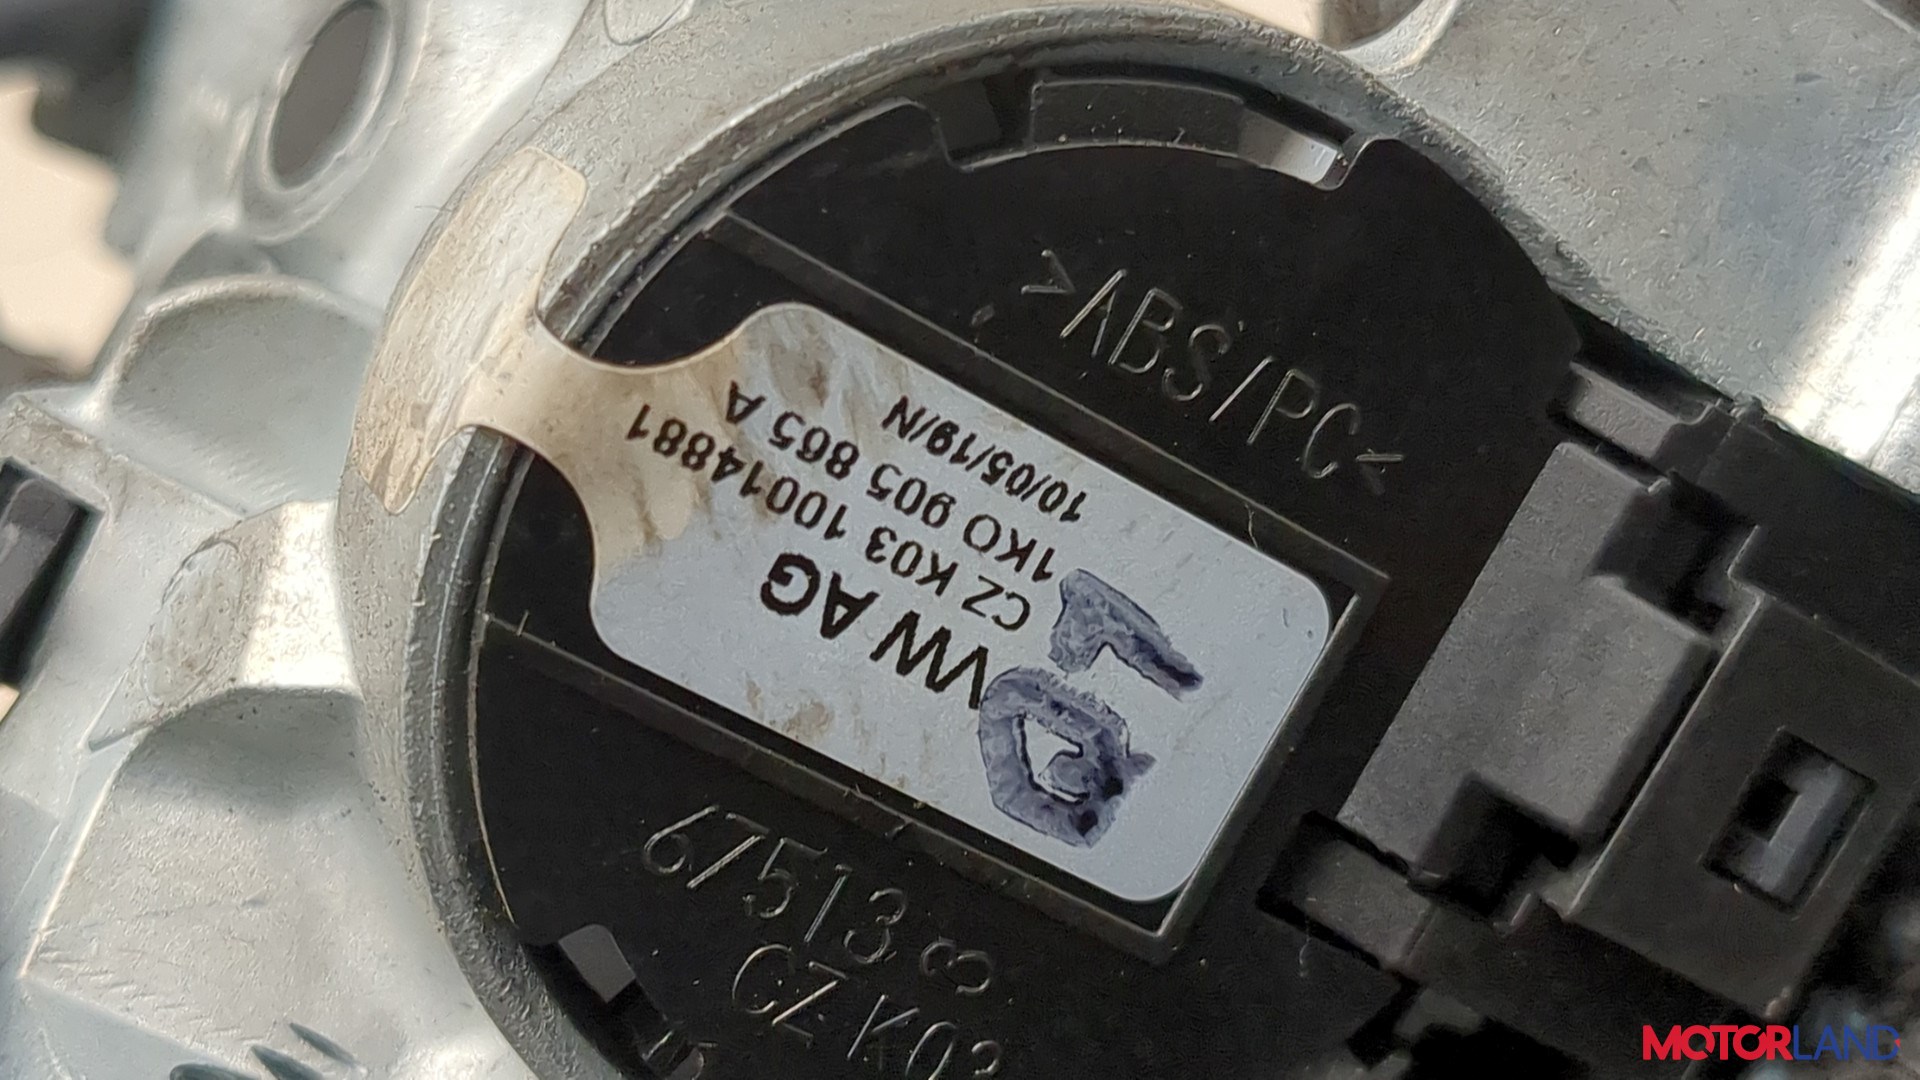 >ABS/PC<
VW AG
CZ K03 10014881
1KO 905 865 A
10/05/19/N
67513
CZ K03
MOTORLAND